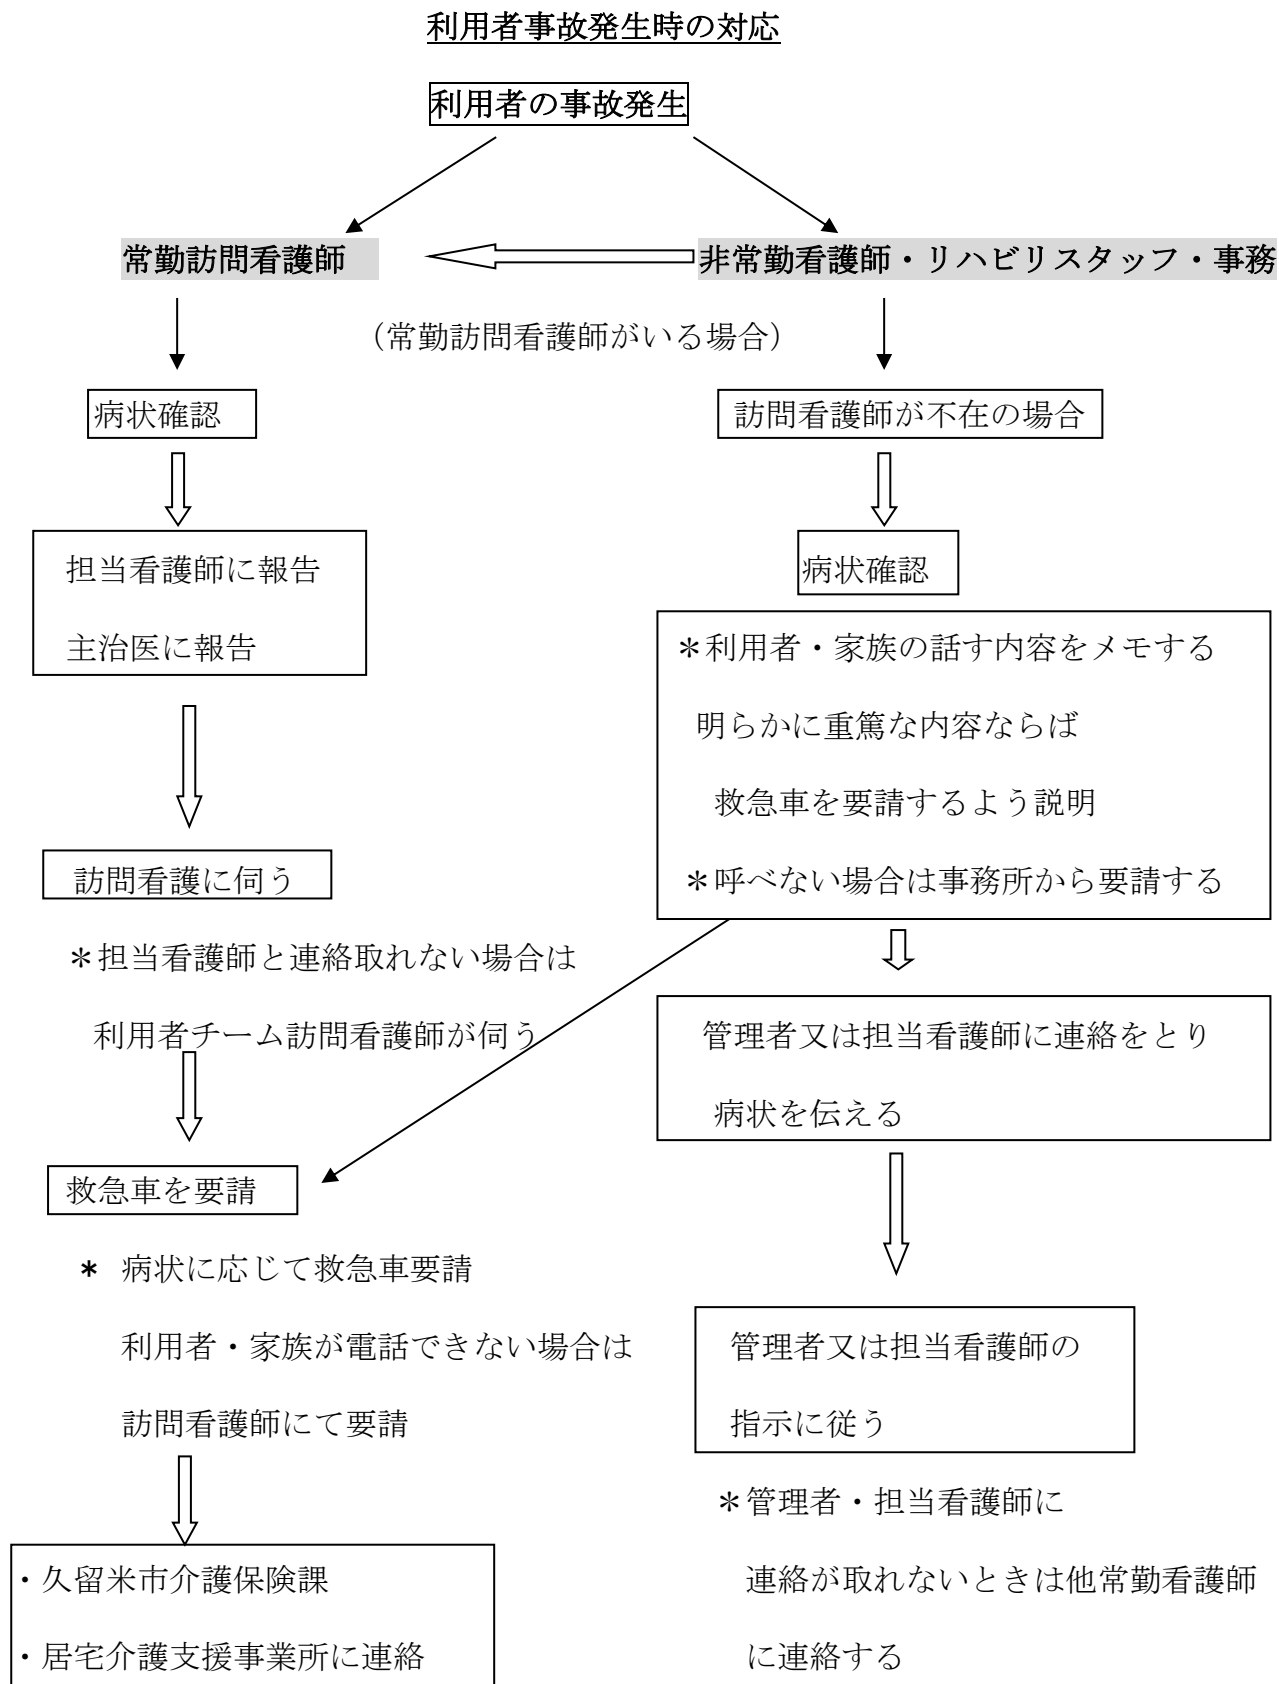 利用者事故発生時の対応
利用者の事故発生
常勤訪問看護師
非常勤看護師・リハビリスタッフ・事務
（常勤訪問看護師がいる場合）
病状確認
訪問看護師が不在の場合
担当看護師に報告
主治医に報告
病状確認
＊利用者・家族の話す内容をメモする
明らかに重篤な内容ならば
救急車を要請するよう説明
＊呼べない場合は事務所から要請する
訪問看護に伺う
＊担当看護師と連絡取れない場合は
利用者チーム訪問看護師が伺う
管理者又は担当看護師に連絡をとり
病状を伝える
救急車を要請
* 病状に応じて救急車要請
利用者・家族が電話できない場合は
訪問看護師にて要請
管理者又は担当看護師の
指示に従う
＊管理者・担当看護師に
連絡が取れないときは他常勤看護師
に連絡する
・久留米市介護保険課
・居宅介護支援事業所に連絡